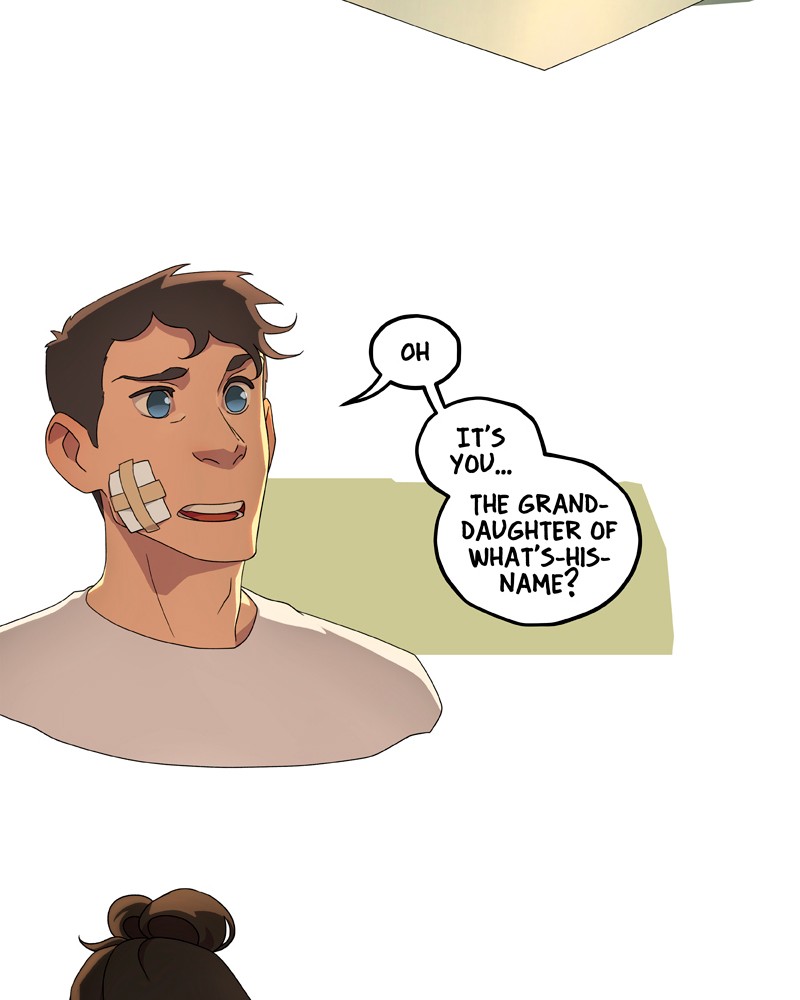 OH
IT'S
YOU...
THE GRAND-
DAUGHTER OF
WHAT'S-HIS-
NAME?